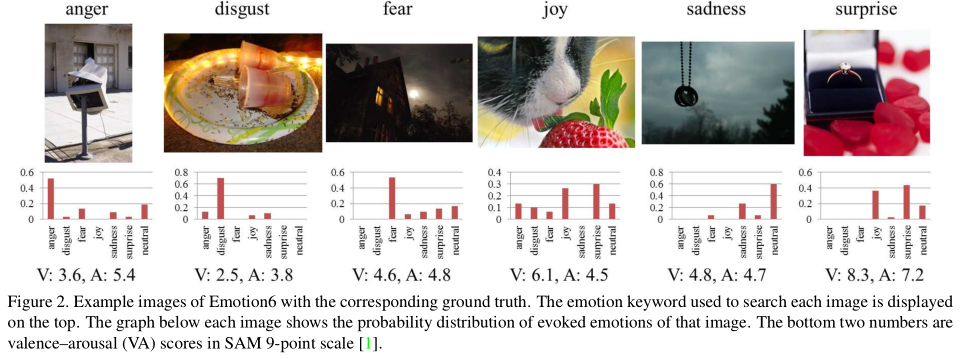 anger disgust fear joy sadness surprise
0.6 0.8 0.6 0.4 0.8 0.6
0.4 0.6 0.4 0.3 0.6 0.4
0.2 0.4 0.2 0.2 0.4 0.2
0 0.2 0 0.1 0.2 0
0 0 0
anger disgust fear joy sadness surprise neutral
anger disgust fear joy sadness surprise neutral
anger disgust fear joy sadness surprise neutral
anger disgust fear joy sadness surprise neutral
anger disgust fear joy sadness surprise neutral
anger disgust fear joy sadness surprise neutral
V: 3.6, A: 5.4 V: 2.5, A: 3.8 V: 4.6, A: 4.8 V: 6.1, A: 4.5 V: 4.8, A: 4.7 V: 8.3, A: 7.2
Figure 2. Example images of Emotion6 with the corresponding ground truth. The emotion keyword used to search each image is displayed
on the top. The graph below each image shows the probability distribution of evoked emotions of that image. The bottom two numbers are
valence–arousal (VA) scores in SAM 9-point scale [1].